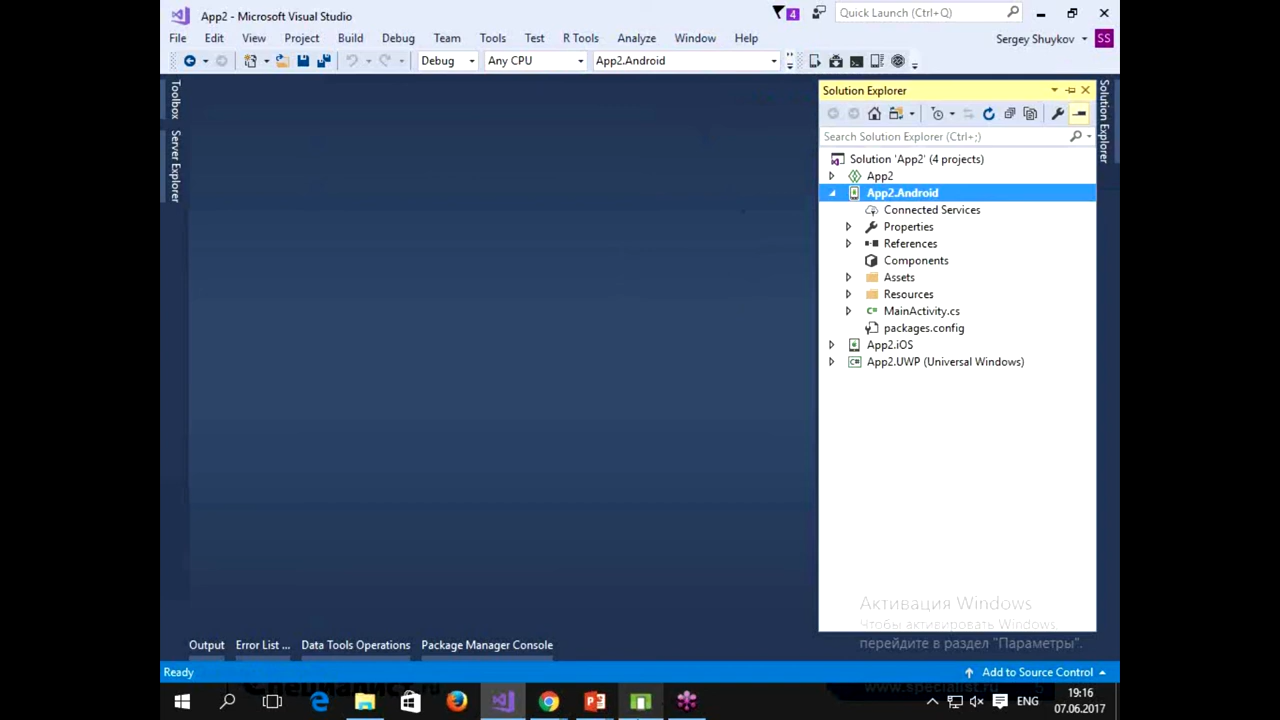 App2 - Microsoft Visual Studio
4
Quick Launch (Ctrl+Q)
File Edit View Project Build Debug Team Tools Test R Tools Analyze Window Help
Sergey Shuykov SS
Debug Any CPU App2.Android
Toolbox
Server Explorer
Solution Explorer
Solution Explorer
Search Solution Explorer (Ctrl+;)
Solution 'App2' (4 projects)
App2
App2.Android
Connected Services
Properties
References
Components
Assets
Resources
C# MainActivity.cs
packages.config
App2.iOS
C# App2.UWP (Universal Windows)
Активация Windows
Чтобы активировать Windows,
перейдите в раздел "Параметры".
Output Error List ... Data Tools Operations Package Manager Console
Ready
Add to Source Control
www.specialist.ru
ENG
19:16
07.06.2017